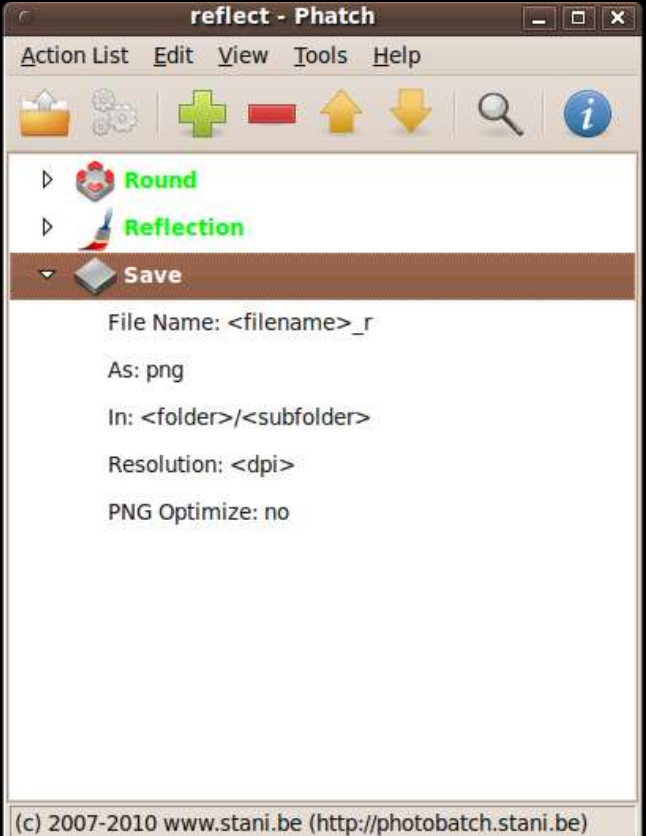 reflect - Phatch
Action List Edit View Tools Help
Round
Reflection
Save
File Name: <filename>_r
As: png
In: <folder>/<subfolder>
Resolution: <dpi>
PNG Optimize: no
(c) 2007-2010 www.stani.be (http://photobatch.stani.be)